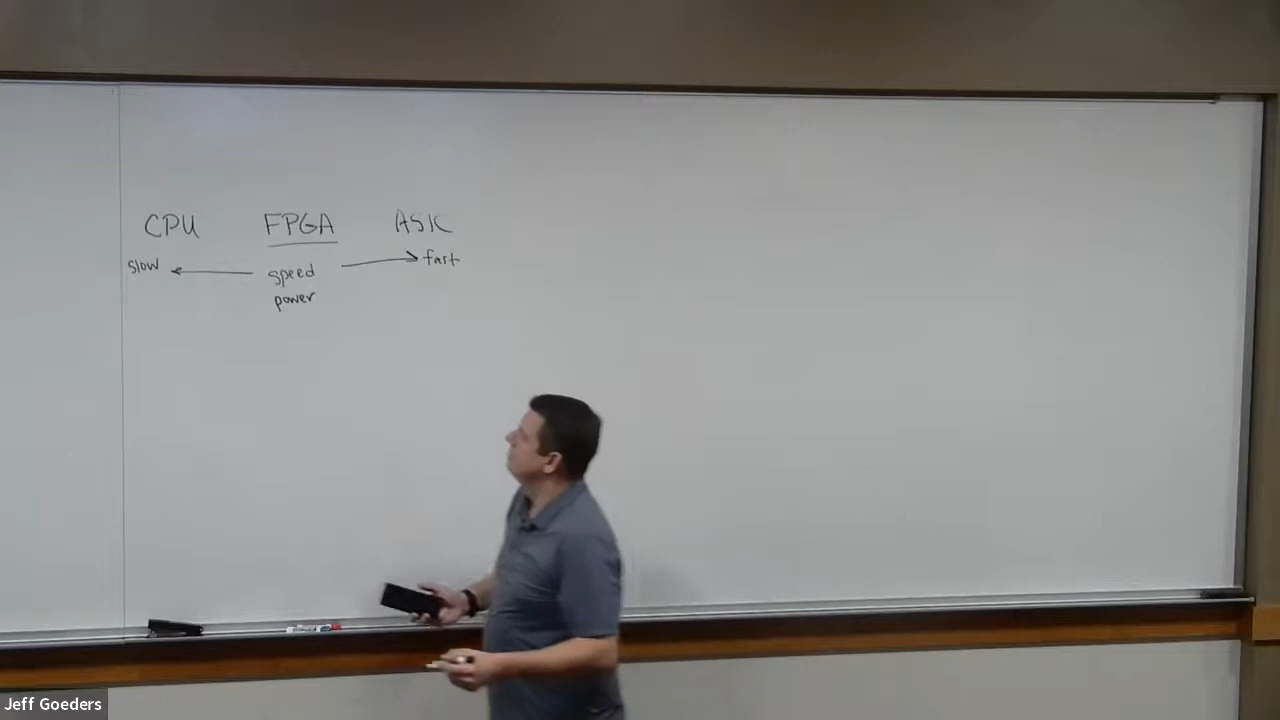 CPU FPGA ASIC
slow ← speed → fast
power
Jeff Goeders